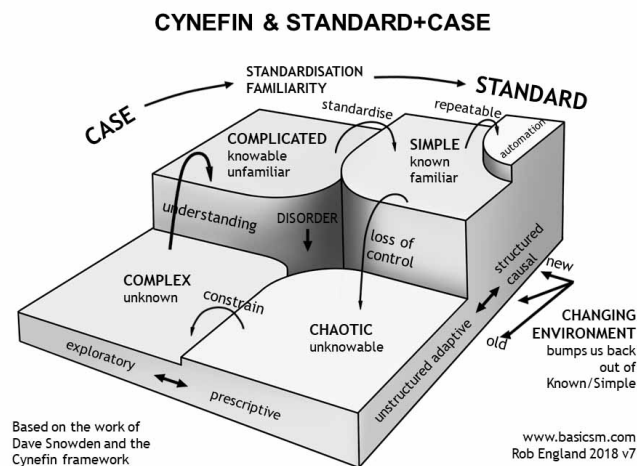 CYNEFIN & STANDARD+CASE
CASE
STANDARDISATION
FAMILIARITY
STANDARD
standardise
repeatable
automation
COMPLICATED
knowable
unfamiliar
SIMPLE
known
familiar
understanding
DISORDER
loss of
control
structured
causal
new
COMPLEX
unknown
constrain
CHAOTIC
unknowable
old
CHANGING
ENVIRONMENT
bumps us back
out of
Known/Simple
exploratory
prescriptive
unstructured adaptive
Based on the work of
Dave Snowden and the
Cynefin framework
www.basicsm.com
Rob England 2018 v7